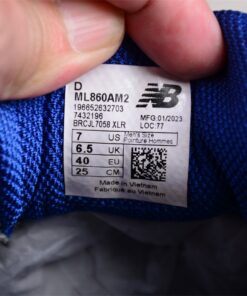 D
ML860AM2
NB
196652632703
7432196
BRCJL7058 XLR
MFG:01/2023
LOC:77
7 US Men's Size Pointure Hommes
6.5 UK
40 EU
25 CM
Made in Vietnam
Fabriqué au Vietnam